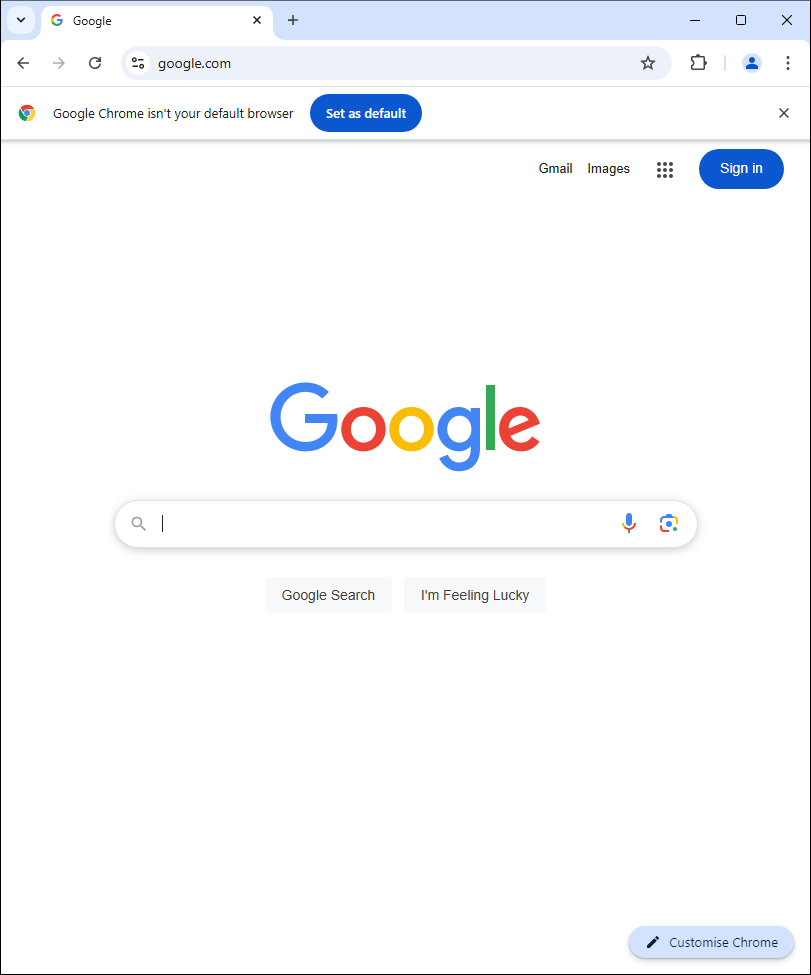 Google
google.com
Google Chrome isn't your default browser
Set as default
Gmail
Images
Sign in
Google
Google Search
I'm Feeling Lucky
Customise Chrome